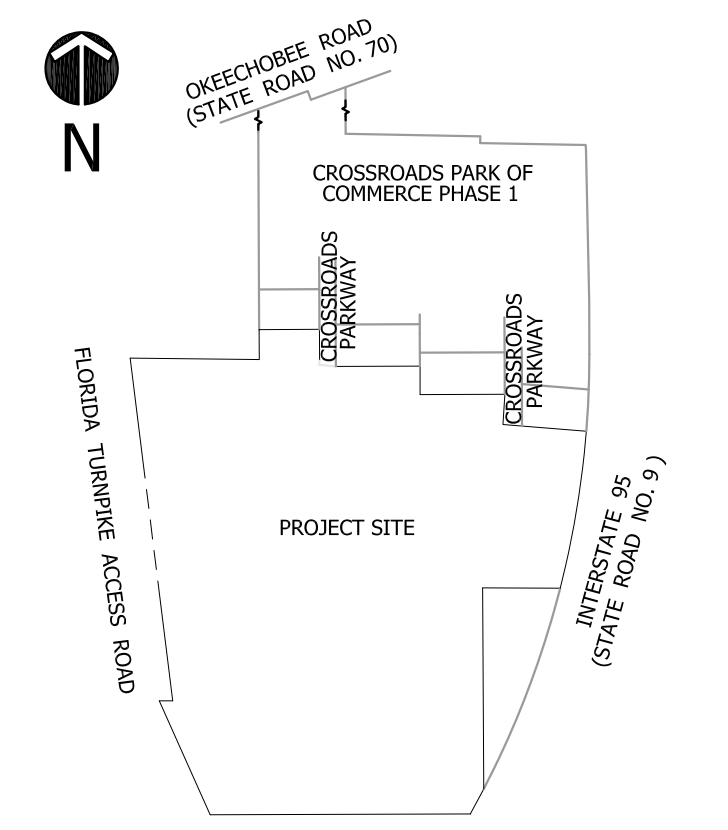 OKEECHOBEE ROAD
(STATE ROAD NO. 70)
N
CROSSROADS PARK OF
COMMERCE PHASE 1
CROSSROADS
PARKWAY
CROSSROADS
PARKWAY
FLORIDA TURNPIKE ACCESS ROAD
PROJECT SITE
INTERSTATE 95
(STATE ROAD NO. 9 )